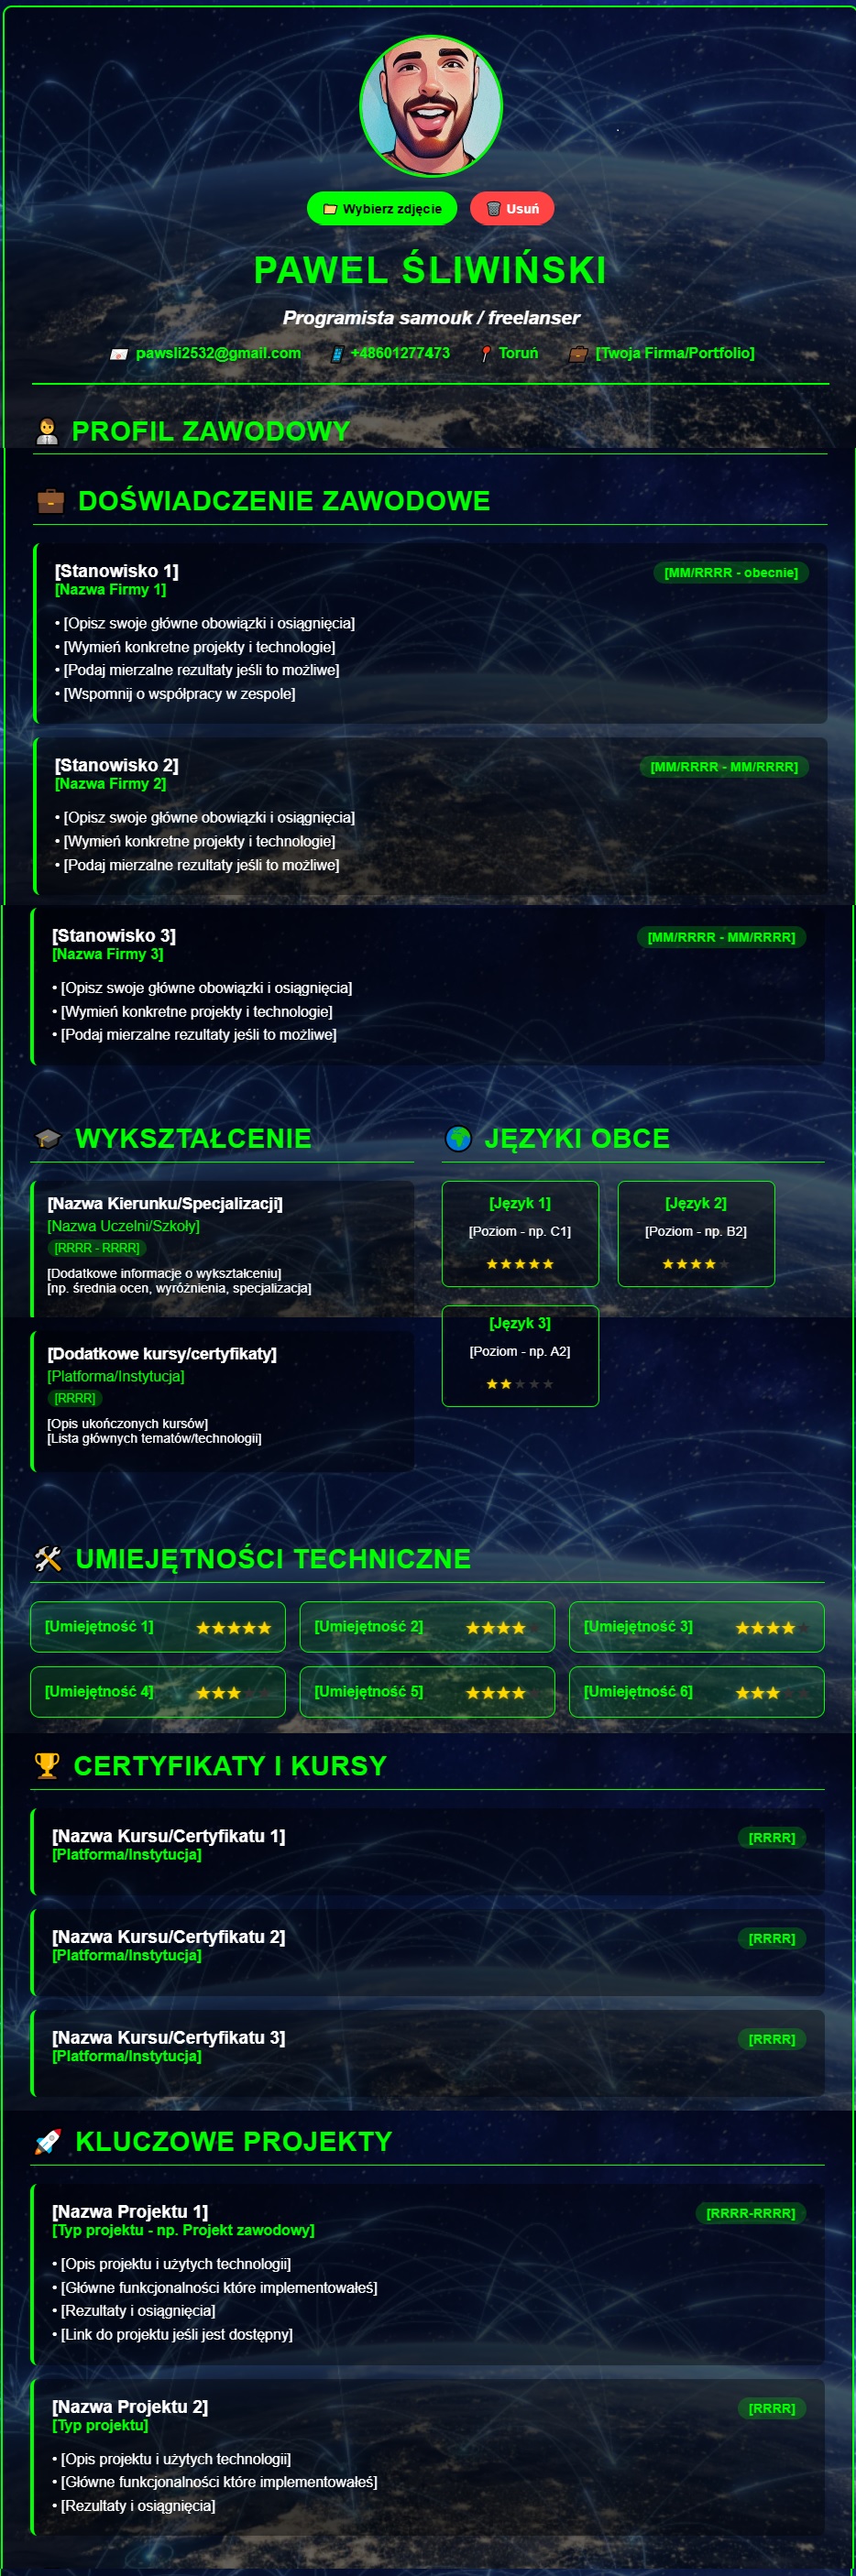 Wybierz zdjęcie
Usuń
PAWEL ŚLIWIŃSKI
Programista samouk / freelanser
pawsli2532@gmail.com +48601277473 Toruń [Twoja Firma/Portfolio]
PROFIL ZAWODOWY
DOŚWIADCZENIE ZAWODOWE
[Stanowisko 1] [MM/RRRR - obecnie]
[Nazwa Firmy 1]
• [Opisz swoje główne obowiązki i osiągnięcia]
• [Wymień konkretne projekty i technologie]
• [Podaj mierzalne rezultaty jeśli to możliwe]
• [Wspomnij o współpracy w zespole]
[Stanowisko 2] [MM/RRRR - MM/RRRR]
[Nazwa Firmy 2]
• [Opisz swoje główne obowiązki i osiągnięcia]
• [Wymień konkretne projekty i technologie]
• [Podaj mierzalne rezultaty jeśli to możliwe]
[Stanowisko 3] [MM/RRRR - MM/RRRR]
[Nazwa Firmy 3]
• [Opisz swoje główne obowiązki i osiągnięcia]
• [Wymień konkretne projekty i technologie]
• [Podaj mierzalne rezultaty jeśli to możliwe]
WYKSZTAŁCENIE
[Nazwa Kierunku/Specjalizacji]
[Nazwa Uczelni/Szkoły]
[RRRR - RRRR]
[Dodatkowe informacje o wykształceniu]
[np. średnia ocen, wyróżnienia, specjalizacja]
[Dodatkowe kursy/certyfikaty]
[Platforma/Instytucja]
[RRRR]
[Opis ukończonych kursów]
[Lista głównych tematów/technologii]
JĘZYKI OBCE
[Język 1]
[Poziom - np. C1]
★★★★★
[Język 2]
[Poziom - np. B2]
★★★★★
[Język 3]
[Poziom - np. A2]
★★★★★
UMIEJĘTNOŚCI TECHNICZNE
[Umiejętność 1] ★★★★★
[Umiejętność 2] ★★★★★
[Umiejętność 3] ★★★★★
[Umiejętność 4] ★★★★★
[Umiejętność 5] ★★★★★
[Umiejętność 6] ★★★★★
CERTYFIKATY I KURSY
[Nazwa Kursu/Certyfikatu 1] [RRRR]
[Platforma/Instytucja]
[Nazwa Kursu/Certyfikatu 2] [RRRR]
[Platforma/Instytucja]
[Nazwa Kursu/Certyfikatu 3] [RRRR]
[Platforma/Instytucja]
KLUCZOWE PROJEKTY
[Nazwa Projektu 1] [RRRR-RRRR]
[Typ projektu - np. Projekt zawodowy]
• [Opis projektu i użytych technologii]
• [Główne funkcjonalności które implementowałeś]
• [Rezultaty i osiągnięcia]
• [Link do projektu jeśli jest dostępny]
[Nazwa Projektu 2] [RRRR]
[Typ projektu]
• [Opis projektu i użytych technologii]
• [Główne funkcjonalności które implementowałeś]
• [Rezultaty i osiągnięcia]